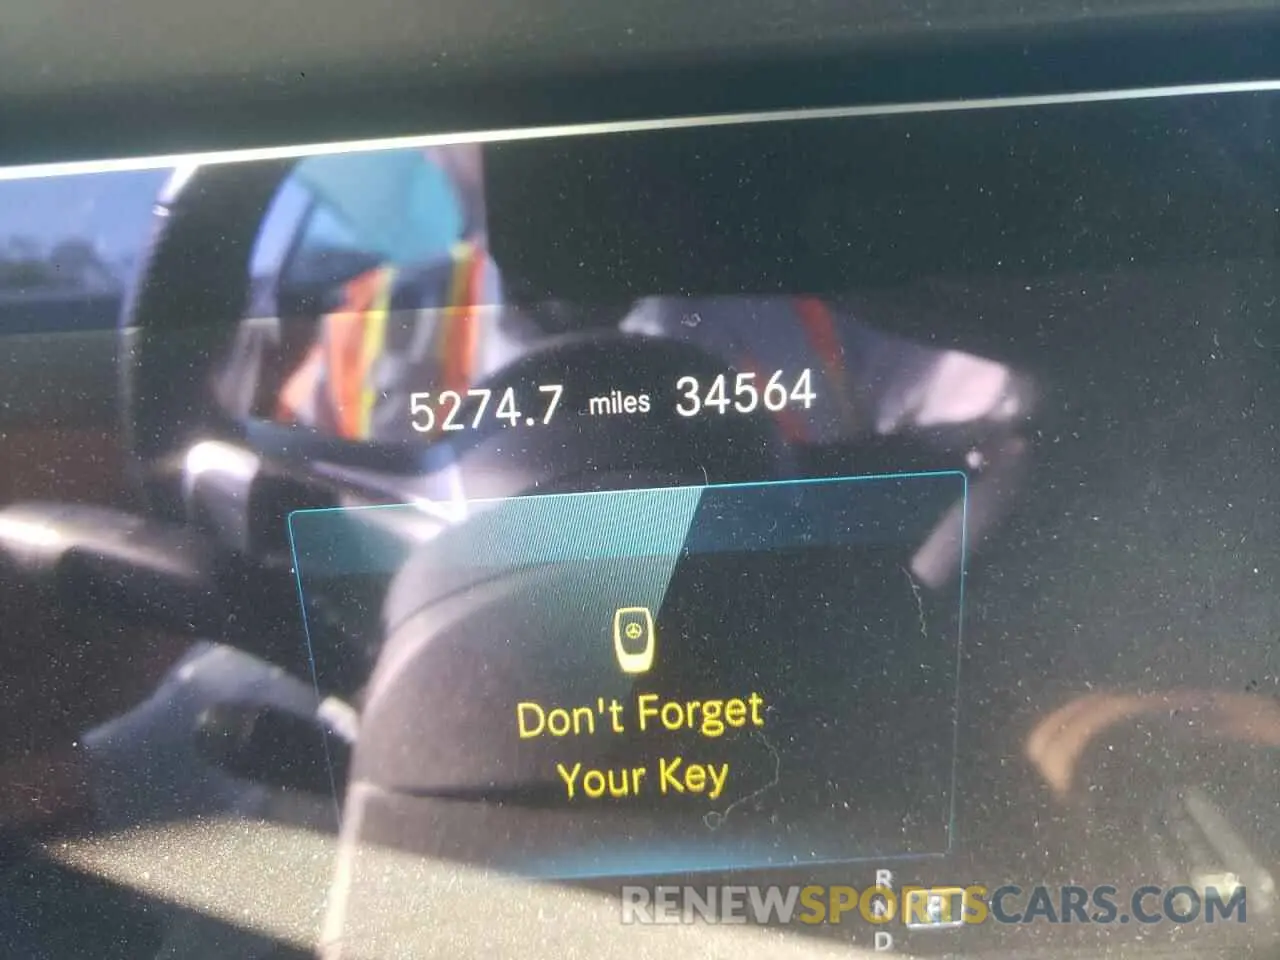 5274.7 miles 34564
Don't Forget
Your Key
R
N P
D
RENEWSPORTSCARS.COM